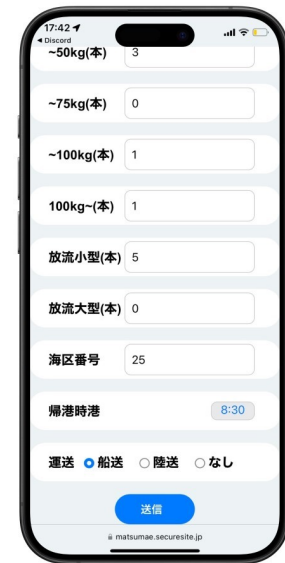 17:42
◀ Discord
~50kg(本) 3
~75kg(本) 0
~100kg(本) 1
100kg~(本) 1
放流小型(本) 5
放流大型(本) 0
海区番号 25
帰港時港 8:30
運送 船送 陸送 なし
送信
matsumae.securesite.jp